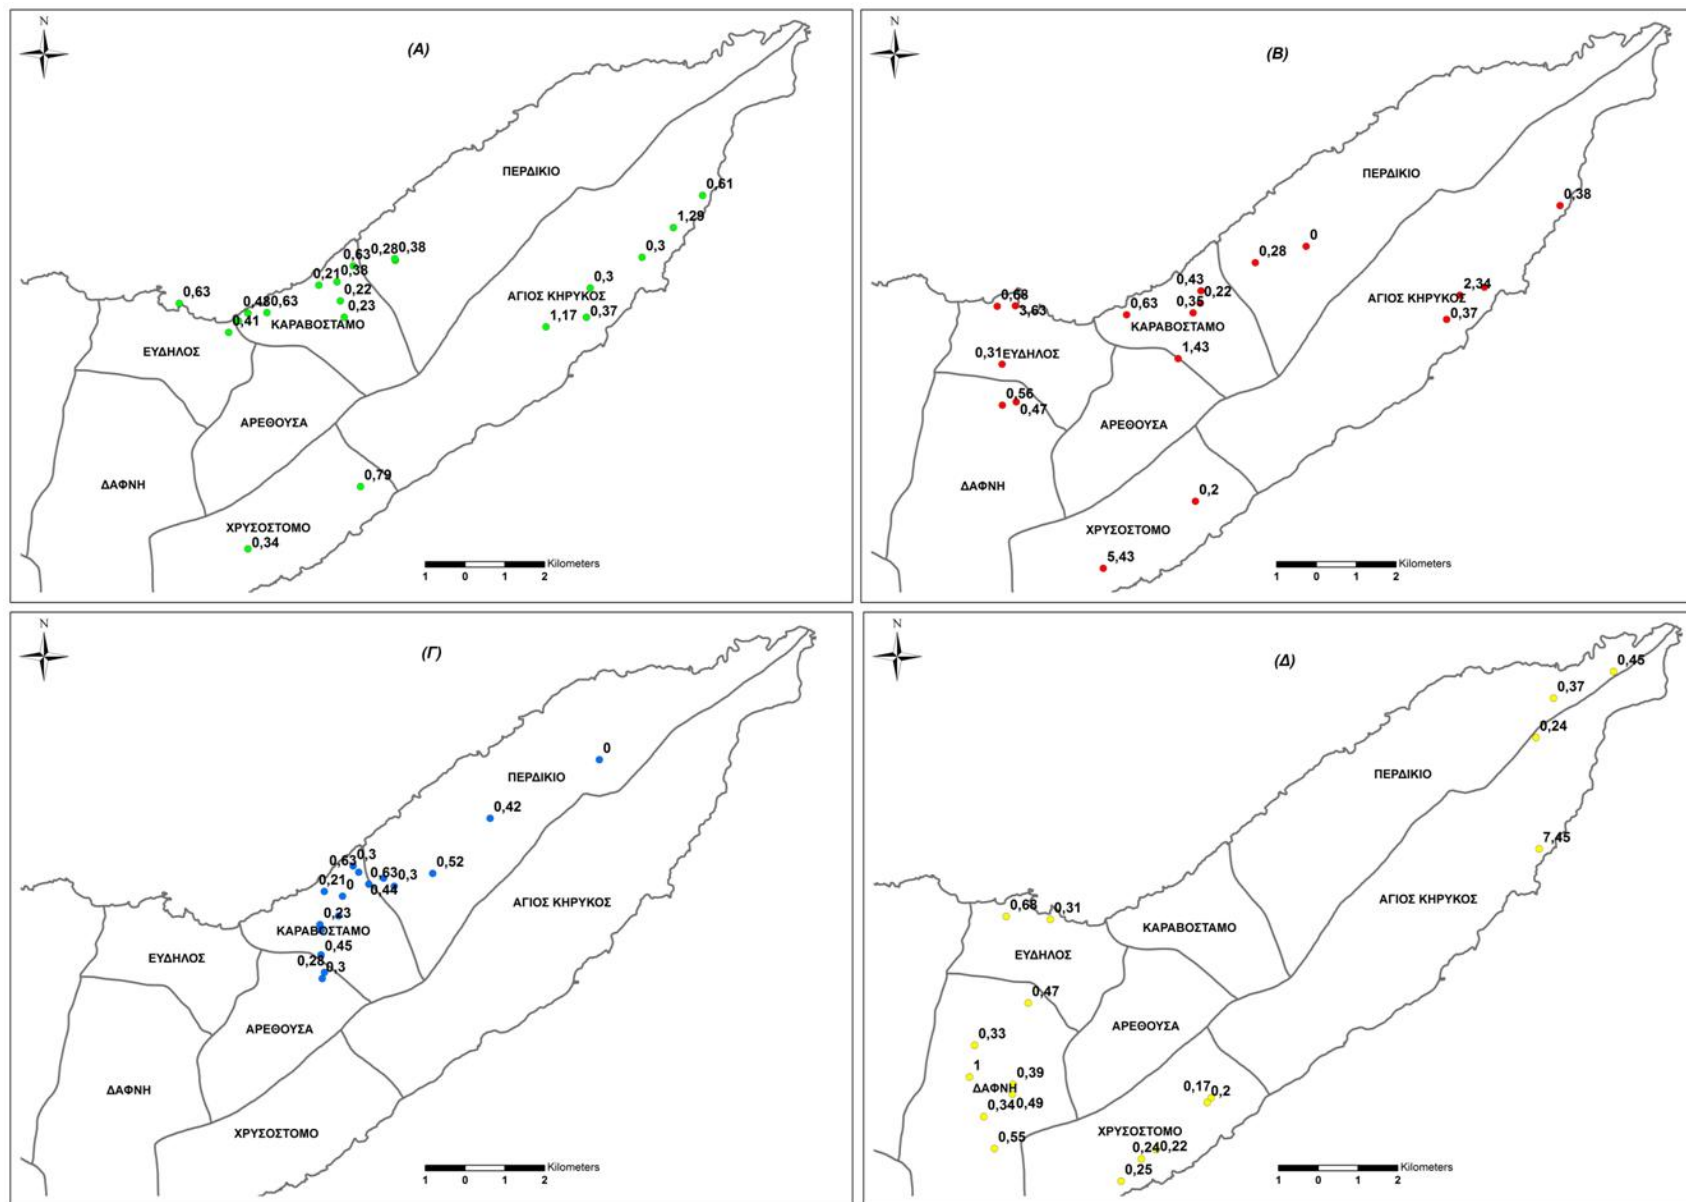 N
(Α)
ΠΕΡΔΙΚΙΟ
0,61
1,29
0,63
0,28
0,38
0,3
0,21
0,38
0,3
0,63
0,48
0,63
0,22
ΑΓΙΟΣ ΚΗΡΥΚΟΣ
0,41
0,23
1,17
0,37
ΚΑΡΑΒΟΣΤΑΜΟ
ΕΥΔΗΛΟΣ
ΑΡΕΘΟΥΣΑ
0,79
ΔΑΦΝΗ
ΧΡΥΣΟΣΤΟΜΟ
0,34
Kilometers
1 0 1 2
N
(Β)
ΠΕΡΔΙΚΙΟ
0,38
0
0,28
0,43
2,34
0,68
3,63
0,63
0,22
0,35
ΑΓΙΟΣ ΚΗΡΥΚΟΣ
0,37
ΚΑΡΑΒΟΣΤΑΜΟ
1,43
0,31
ΕΥΔΗΛΟΣ
0,56
0,47
ΑΡΕΘΟΥΣΑ
ΔΑΦΝΗ
0,2
ΧΡΥΣΟΣΤΟΜΟ
5,43
Kilometers
1 0 1 2
N
(Γ)
0
ΠΕΡΔΙΚΙΟ
0,42
0,63
0,3
0,52
0,63
0,3
0,21
0
0,44
ΑΓΙΟΣ ΚΗΡΥΚΟΣ
0,23
ΚΑΡΑΒΟΣΤΑΜΟ
0,45
ΕΥΔΗΛΟΣ
0,28
0,3
ΑΡΕΘΟΥΣΑ
ΔΑΦΝΗ
ΧΡΥΣΟΣΤΟΜΟ
Kilometers
1 0 1 2
N
(Δ)
0,45
0,37
0,24
ΠΕΡΔΙΚΙΟ
7,45
ΑΓΙΟΣ ΚΗΡΥΚΟΣ
0,68
0,31
ΚΑΡΑΒΟΣΤΑΜΟ
ΕΥΔΗΛΟΣ
0,47
ΑΡΕΘΟΥΣΑ
0,33
1
0,39
ΔΑΦΝΗ
0,17
0,2
0,34
0,49
ΧΡΥΣΟΣΤΟΜΟ
0,55
0,24
0,22
0,25
Kilometers
1 0 1 2